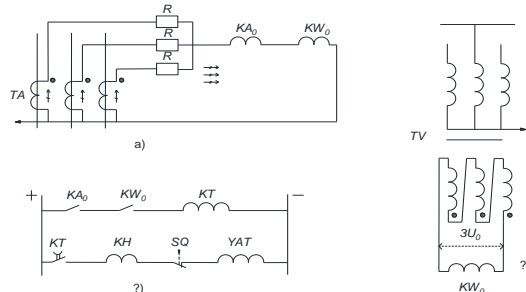 R
KA₀
KW₀
R
R
TA
TV
а)
+
KA₀
KW₀
KT
−
KT
KH
SQ
YAT
?)
3U₀
?
KW₀